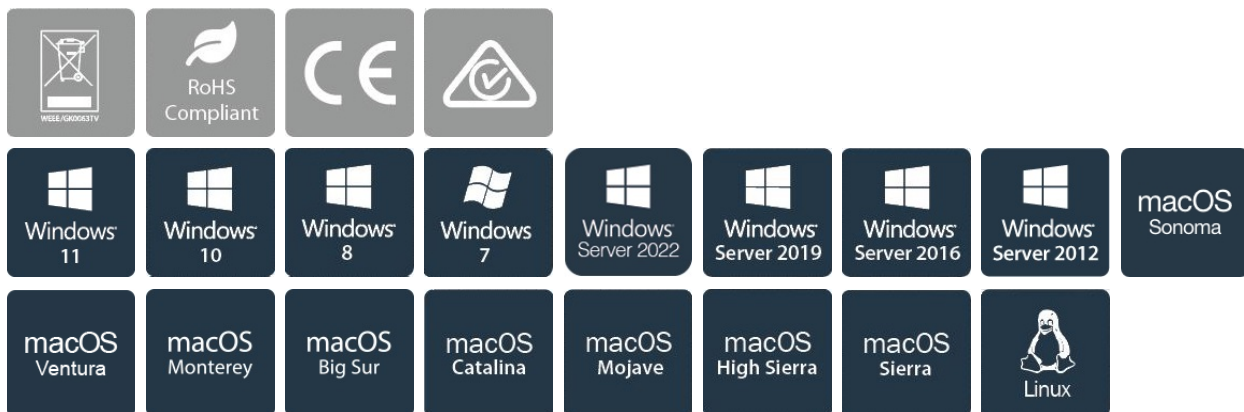 WEEE/GK0063TV
RoHS
Compliant
CE
Windows
11
Windows
10
Windows
8
Windows
7
Windows
Server 2022
Windows
Server 2019
Windows
Server 2016
Windows
Server 2012
macOS
Sonoma
macOS
Ventura
macOS
Monterey
macOS
Big Sur
macOS
Catalina
macOS
Mojave
macOS
High Sierra
macOS
Sierra
Linux